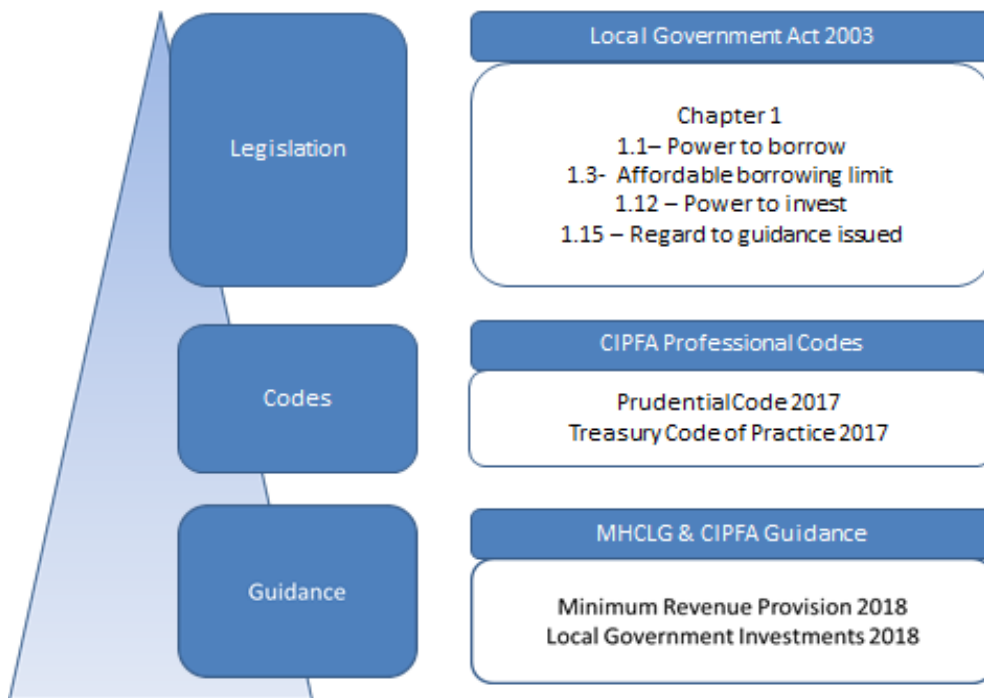 Legislation
Local Government Act 2003
Chapter 1
1.1– Power to borrow
1.3- Affordable borrowing limit
1.12 – Power to invest
1.15 – Regard to guidance issued
Codes
CIPFA Professional Codes
Prudential Code 2017
Treasury Code of Practice 2017
Guidance
MHCLG & CIPFA Guidance
Minimum Revenue Provision 2018
Local Government Investments 2018